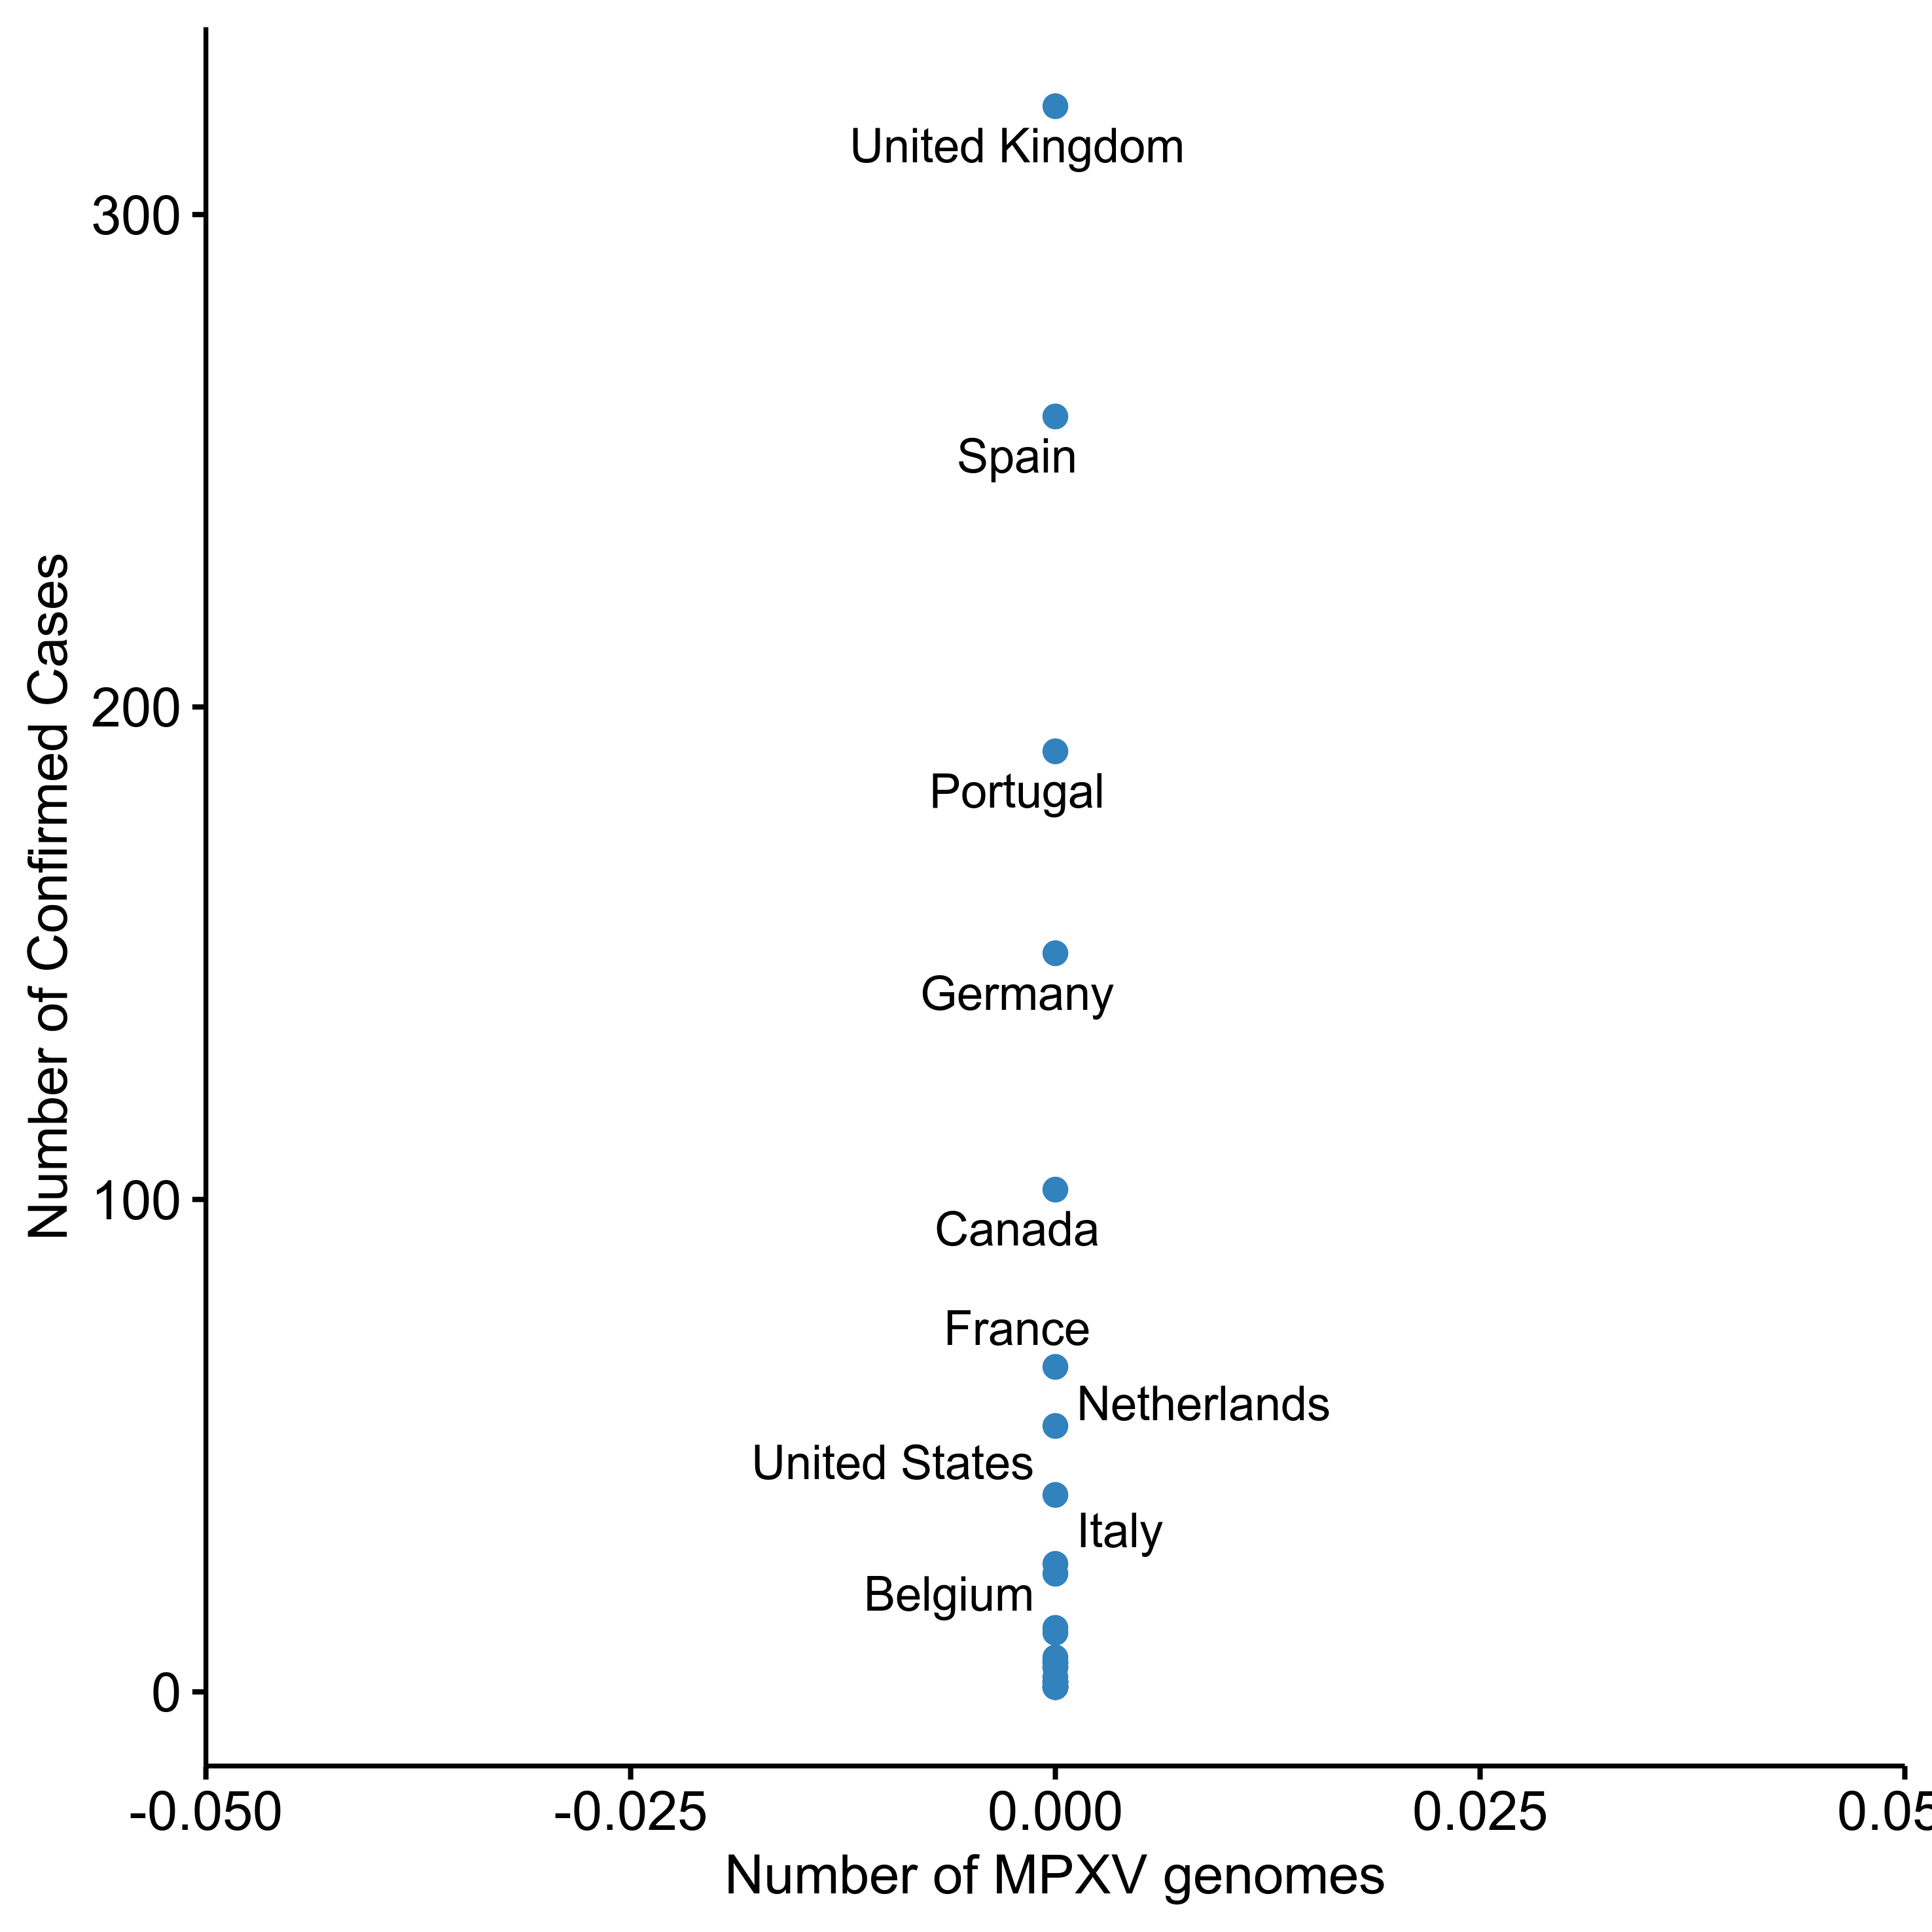 United Kingdom
300
Spain
200
Portugal
Germany
100
Canada
France
Netherlands
United States
Italy
Belgium
0
Number of Confirmed Cases
-0.050
-0.025
0.000
0.025
0.05
Number of MPXV genomes